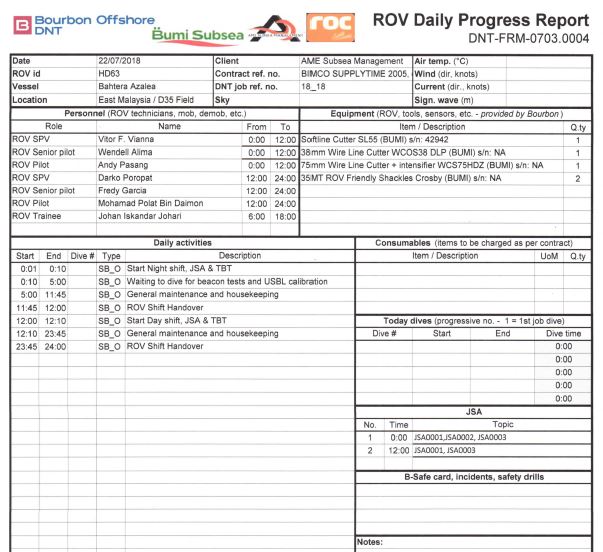 Bourbon Offshore
DNT
Bumi Subsea
roc
ROV Daily Progress Report
DNT-FRM-0703.0004
Date 22/07/2018 Client AME Subsea Management Air temp. (°C)
ROV id HD63 Contract ref. no. BIMCO SUPPLYTIME 2005, Wind (dir, knots)
Vessel Bahtera Azalea DNT job ref. no. 18_18 Current (dir., knots)
Location East Malaysia / D35 Field Sky Sign. wave (m)
Personnel (ROV technicians, mob, demob, etc.) Equipment (ROV, tools, sensors, etc. - provided by Bourbon)
Role Name From To Item / Description Q.ty
ROV SPV Vitor F. Vianna 0:00 12:00 Softline Cutter SL55 (BUMI) s/n: 42942 1
ROV Senior pilot Wendell Alima 0:00 12:00 38mm Wire Line Cutter WCOS38 DLP (BUMI) s/n: NA 1
ROV Pilot Andy Pasang 0:00 12:00 75mm Wire Line Cutter + intensifier WCS75HDZ (BUMI) s/n: NA 1
ROV SPV Darko Poropat 12:00 24:00 35MT ROV Friendly Shackles Crosby (BUMI) s/n: NA 2
ROV Senior pilot Fredy Garcia 12:00 24:00
ROV Pilot Mohamad Polat Bin Daimon 12:00 24:00
ROV Trainee Johan Iskandar Johari 6:00 18:00
Daily activities Consumables (items to be charged as per contract)
Start End Dive # Type Description Item / Description UoM Q.ty
0:01 0:10 SB_O Start Night shift, JSA & TBT
0:10 5:00 SB_O Waiting to dive for beacon tests and USBL calibration
5:00 11:45 SB_O General maintenance and housekeeping
11:45 12:00 SB_O ROV Shift Handover
12:00 12:10 SB_O Start Day shift, JSA & TBT Today dives (progressive no. - 1 = 1st job dive)
12:10 23:45 SB_O General maintenance and housekeeping Dive # Start End Dive time
23:45 24:00 SB_O ROV Shift Handover 0:00
0:00
0:00
0:00
0:00
JSA
No. Time Topic
1 0:00 JSA0001,JSA0002, JSA0003
2 12:00 JSA0001, JSA0003
B-Safe card, incidents, safety drills
Notes: